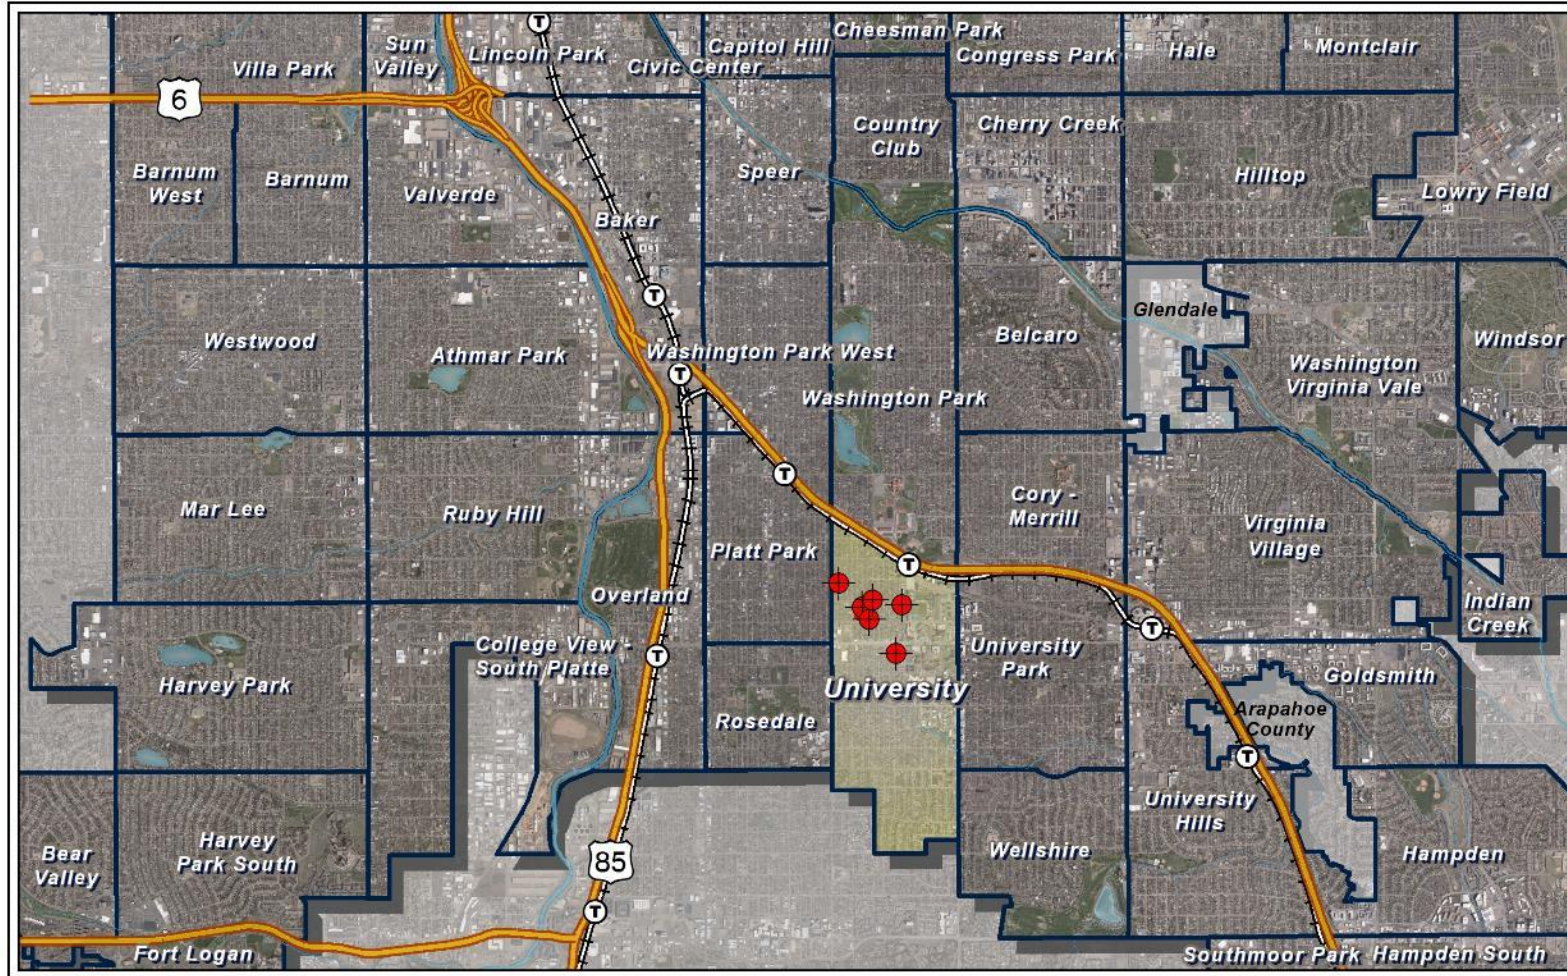 Cheesman Park
Sun
Valley
Lincoln Park
Capitol Hill
Civic Center
Congress Park
Hale
Montclair
Villa Park
6
Country
Club
Cherry Creek
Barnum
West
Barnum
Valverde
Speer
Hilltop
Lowry Field
Baker
Glendale
Westwood
Athmar Park
Washington Park West
Belcaro
Windsor
Washington
Virginia Vale
Washington Park
Mar Lee
Ruby Hill
Cory -
Merrill
Virginia
Village
Platt Park
Overland
Indian
Creek
College View -
South Platte
University
Park
Harvey Park
University
Goldsmith
Rosedale
Arapahoe
County
University
Hills
Harvey
Park South
Bear
Valley
85
Wellshire
Hampden
Fort Logan
Southmoor Park
Hampden South
T
T
T
T
T
T
T
T
T